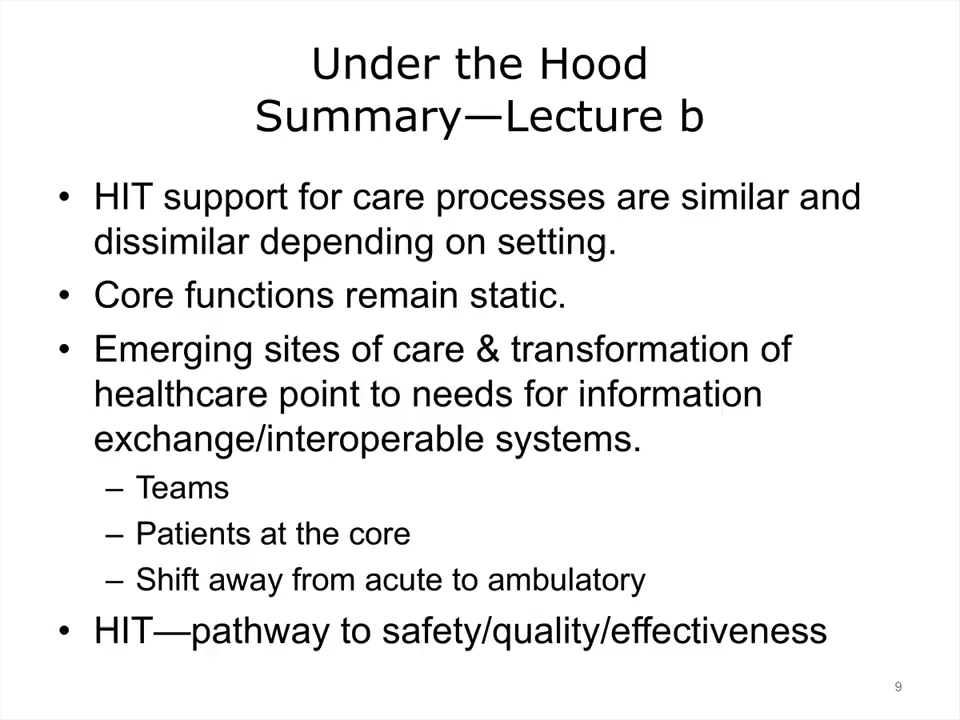 Under the Hood
Summary—Lecture b
• HIT support for care processes are similar and
dissimilar depending on setting.
• Core functions remain static.
• Emerging sites of care & transformation of
healthcare point to needs for information
exchange/interoperable systems.
– Teams
– Patients at the core
– Shift away from acute to ambulatory
• HIT—pathway to safety/quality/effectiveness
9